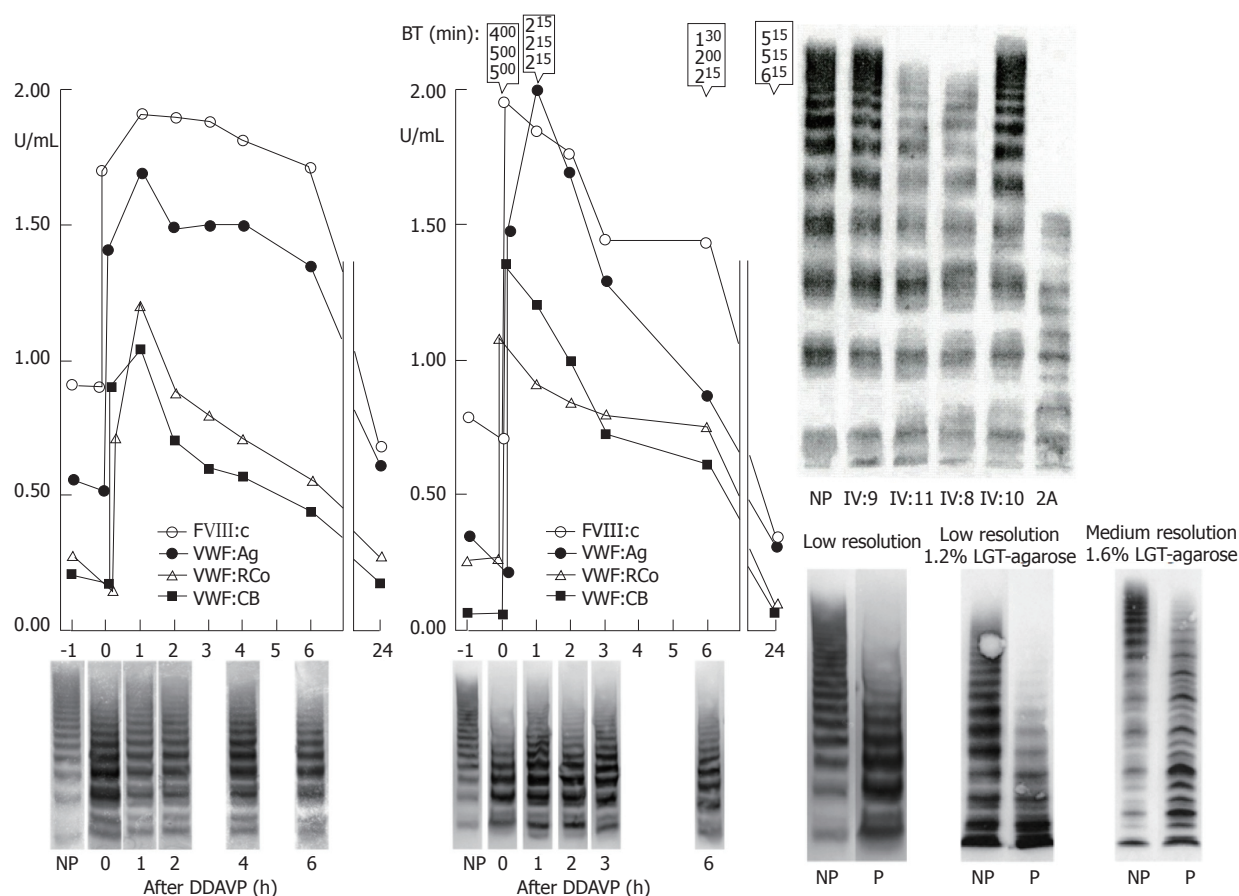 BT (min):
4⁰⁰
5⁰⁰
5⁰⁰
2¹⁵
2¹⁵
2¹⁵
1³⁰
2⁰⁰
2¹⁵
5¹⁵
5¹⁵
6¹⁵
2.00
U/mL
1.50
1.00
0.50
0.00
FVIII:c
VWF:Ag
VWF:RCo
VWF:CB
-1 0 1 2 3 4 5 6 24
NP 0 1 2 4 6
After DDAVP (h)
2.00
U/mL
1.50
1.00
0.50
0.00
FVIII:c
VWF:Ag
VWF:RCo
VWF:CB
-1 0 1 2 3 4 5 6 24
NP 0 1 2 3 6
After DDAVP (h)
NP IV:9 IV:11 IV:8 IV:10 2A
Low resolution
NP P
Low resolution
1.2% LGT-agarose
NP P
Medium resolution
1.6% LGT-agarose
NP P